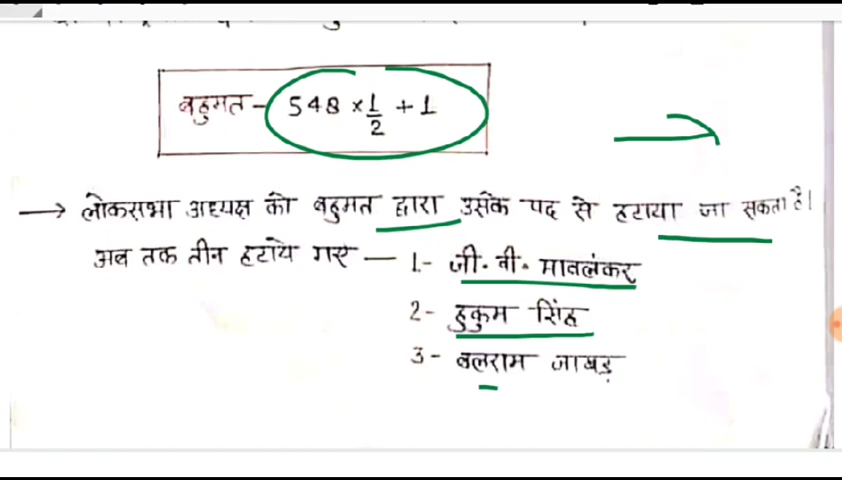 बहुमत - 548 × 1/2 + 1
→ लोकसभा अध्यक्ष को बहुमत द्वारा उसके पद से हटाया जा सकता है।
अब तक तीन हटाये गए — 1- जी. वी. मावलंकर
2- हुकुम सिंह
3- बलराम जाखड़